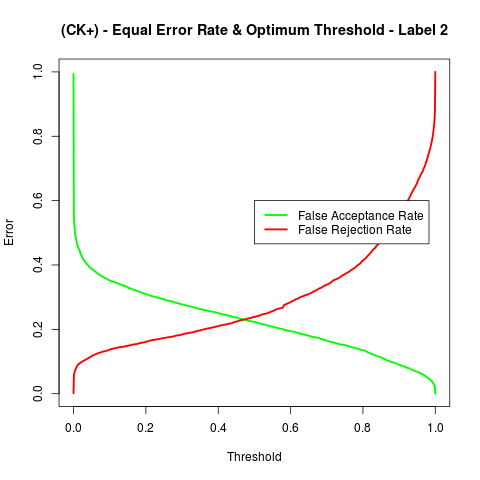 (CK+) - Equal Error Rate & Optimum Threshold - Label 2
Error
1.0
0.8
0.6
0.4
0.2
0.0
False Acceptance Rate
False Rejection Rate
0.0 0.2 0.4 0.6 0.8 1.0
Threshold